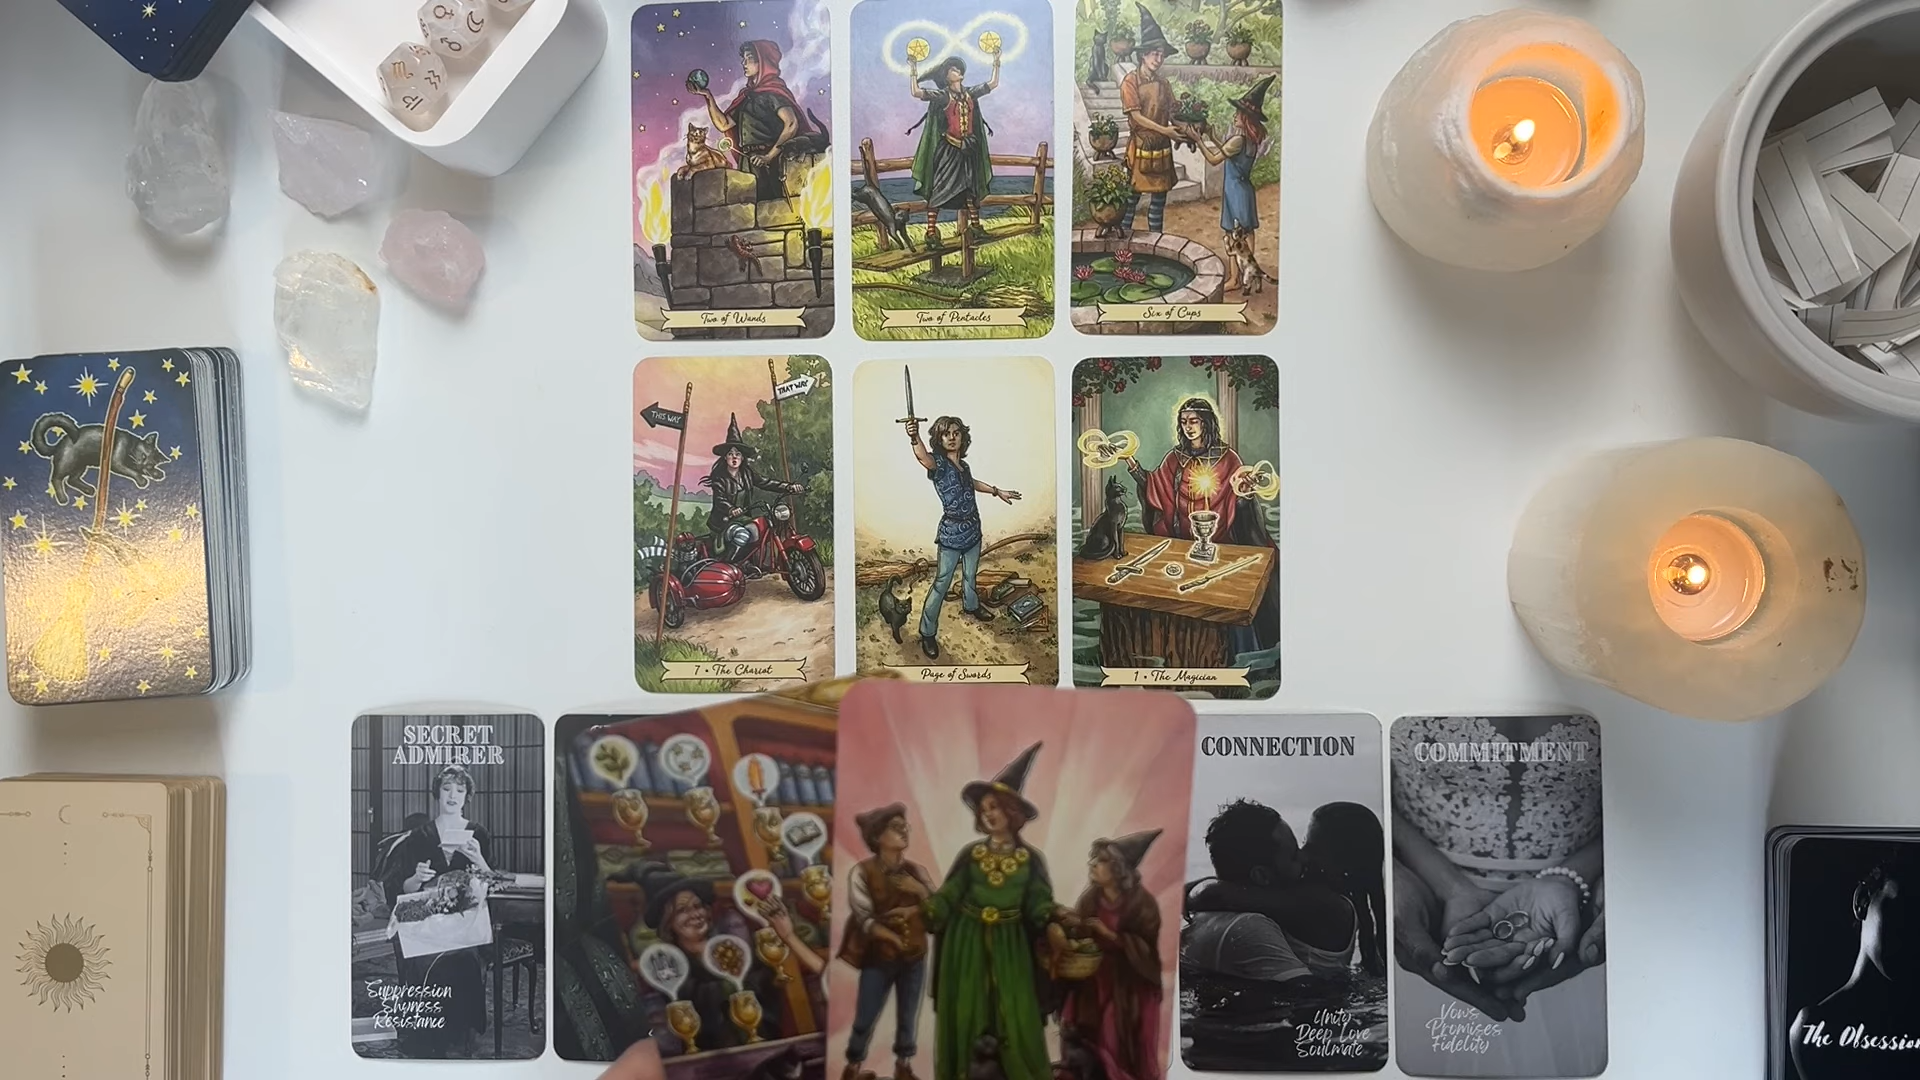 Two of Wands
Two of Pentacles
Six of Cups
THIS WAY
THAT WAY
7 • The Chariot
Page of Swords
1 • The Magician
SECRET
ADMIRER
Suppression
Shyness
Resistance
CONNECTION
Unity
Deep Love
Soulmate
COMMITMENT
Vows
Promises
Fidelity
The Obsession